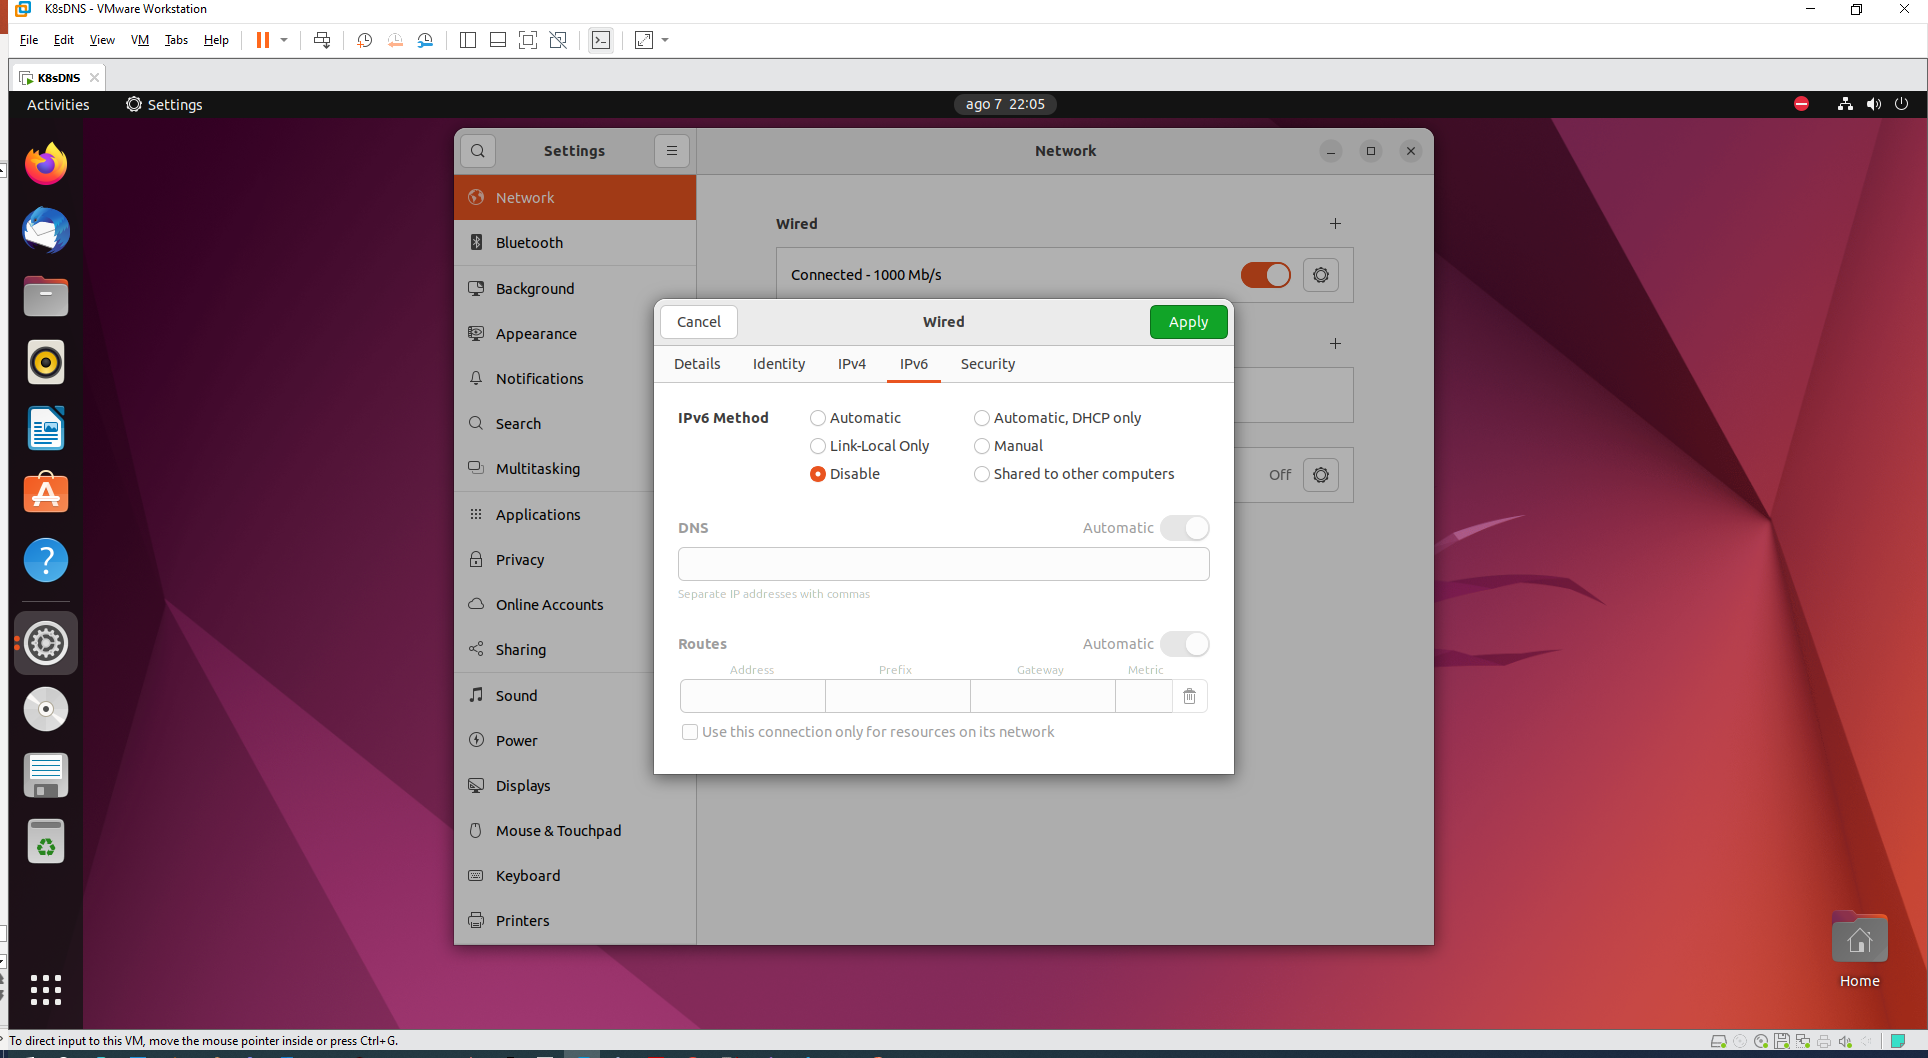 K8sDNS - VMware Workstation
File Edit View VM Tabs Help
K8sDNS
Activities Settings ago 7 22:05
Settings Network
Network
Bluetooth
Background
Appearance
Notifications
Search
Multitasking
Applications
Privacy
Online Accounts
Sharing
Sound
Power
Displays
Mouse & Touchpad
Keyboard
Printers
Wired
Connected - 1000 Mb/s
Off
Cancel Wired Apply
Details Identity IPv4 IPv6 Security
IPv6 Method Automatic Automatic, DHCP only
Link-Local Only Manual
Disable Shared to other computers
DNS Automatic
Separate IP addresses with commas
Routes Automatic
Address Prefix Gateway Metric
Use this connection only for resources on its network
Home
To direct input to this VM, move the mouse pointer inside or press Ctrl+G.